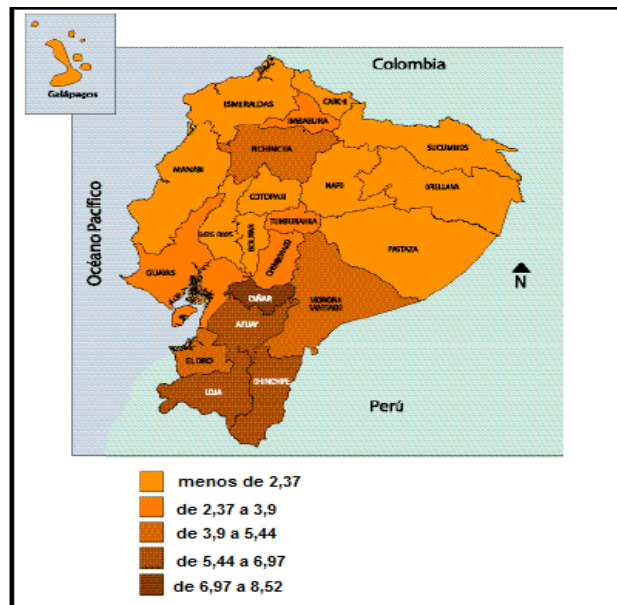 Galápagos
Colombia
Océano Pacífico
ESMERALDAS
CARCHI
IMBABURA
PICHINCHA
SUCUMBIOS
MANABI
NAPO
ORELLANA
COTOPAXI
TUNGURAHUA
LOS RIOS
BOLIVAR
PASTAZA
CHIMBORAZO
GUAYAS
N
CAÑAR
MORONA
SANTIAGO
AZUAY
EL ORO
LOJA
CHINCHIPE
Perú
menos de 2,37
de 2,37 a 3,9
de 3,9 a 5,44
de 5,44 a 6,97
de 6,97 a 8,52